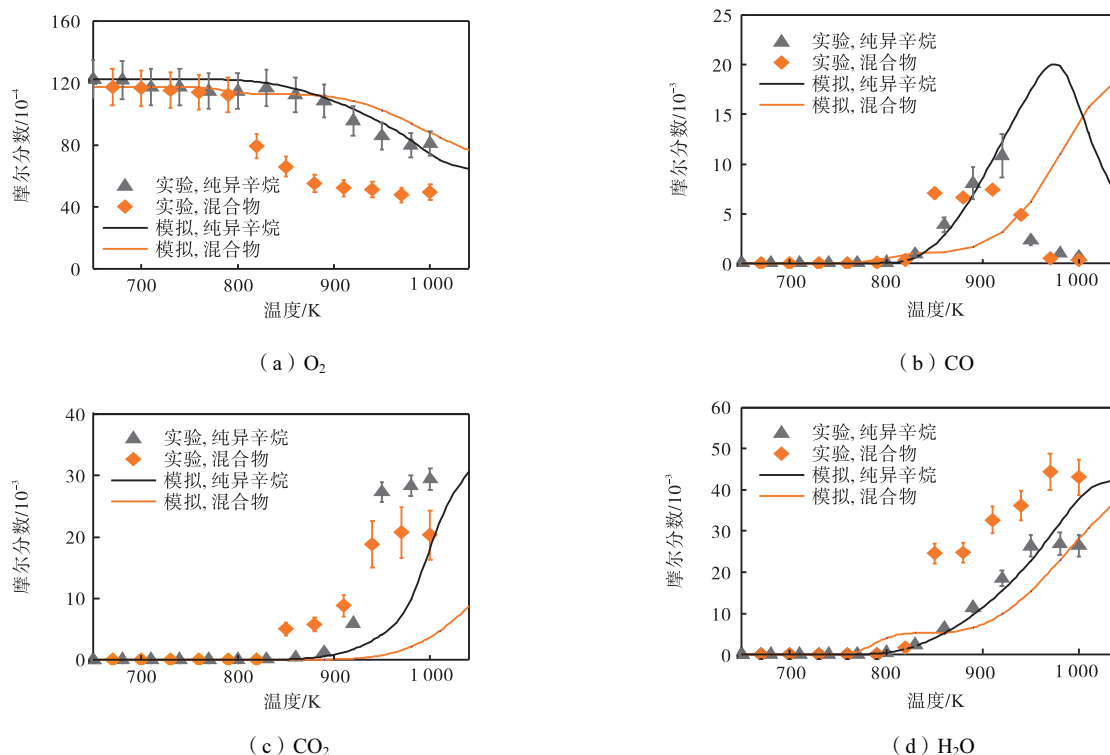 160
120
80
40
0
摩尔分数/10⁻⁴
实验, 纯异辛烷
实验, 混合物
模拟, 纯异辛烷
模拟, 混合物
700
800
900
1 000
温度/K
(a) O₂
25
20
15
10
5
0
摩尔分数/10⁻³
实验, 纯异辛烷
实验, 混合物
模拟, 纯异辛烷
模拟, 混合物
700
800
900
1 000
温度/K
(b) CO
40
30
20
10
0
摩尔分数/10⁻³
实验, 纯异辛烷
实验, 混合物
模拟, 纯异辛烷
模拟, 混合物
700
800
900
1 000
温度/K
(c) CO₂
60
50
40
30
20
10
0
摩尔分数/10⁻³
实验, 纯异辛烷
实验, 混合物
模拟, 纯异辛烷
模拟, 混合物
700
800
900
1 000
温度/K
(d) H₂O